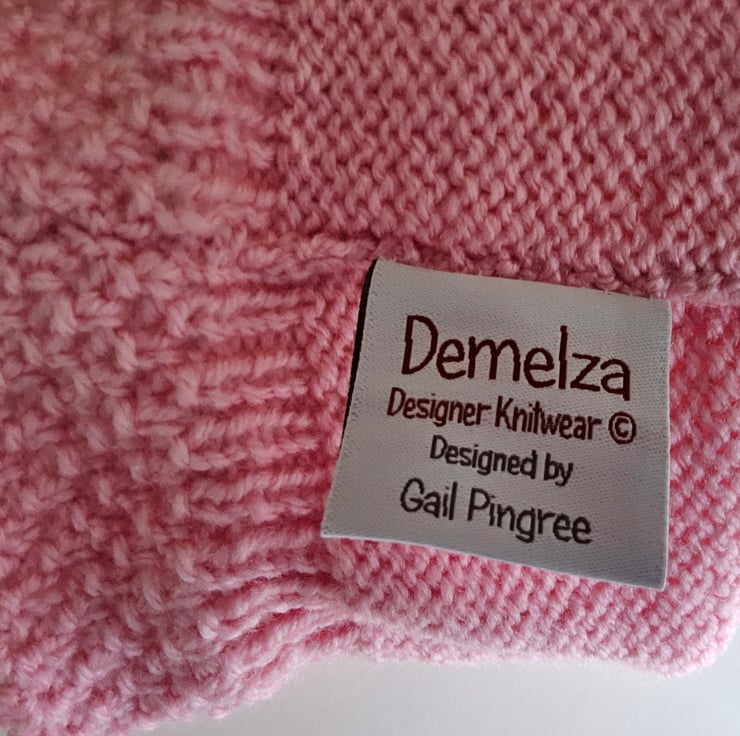 Demelza
Designer Knitwear ©
Designed by
Gail Pingree